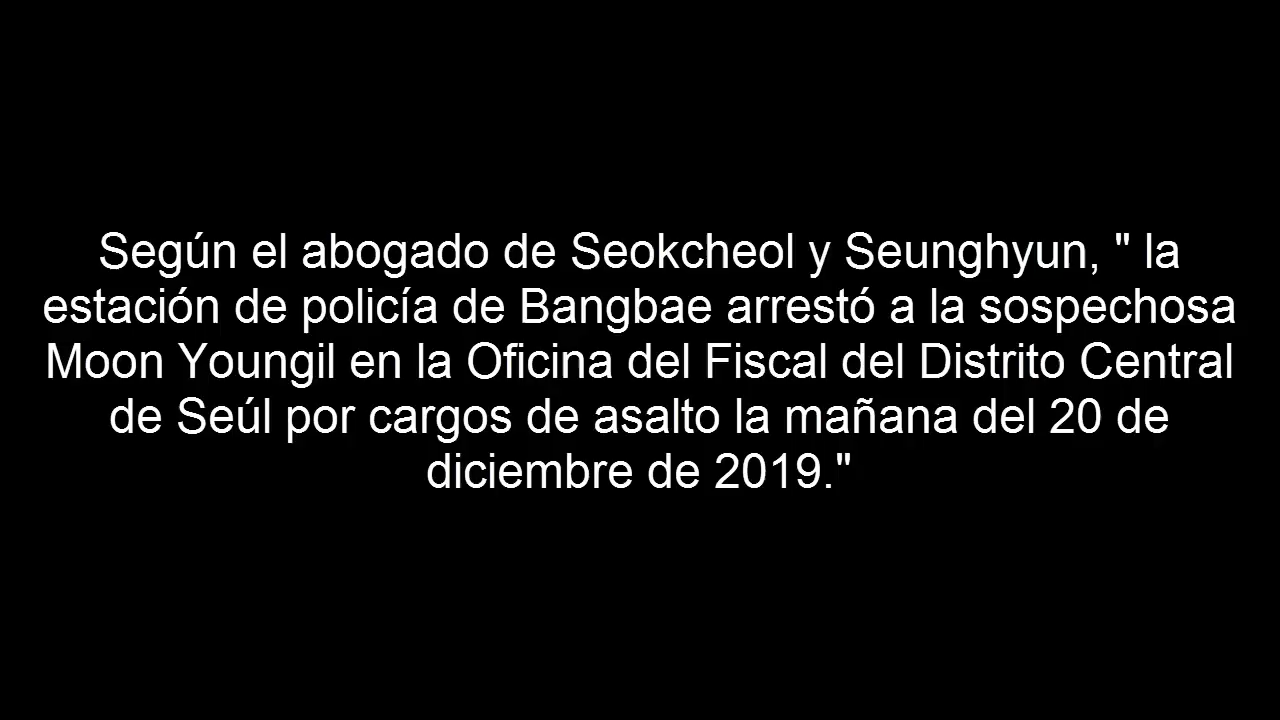 Según el abogado de Seokcheol y Seunghyun, " la
estación de policía de Bangbae arrestó a la sospechosa
Moon Youngil en la Oficina del Fiscal del Distrito Central
de Seúl por cargos de asalto la mañana del 20 de
diciembre de 2019."